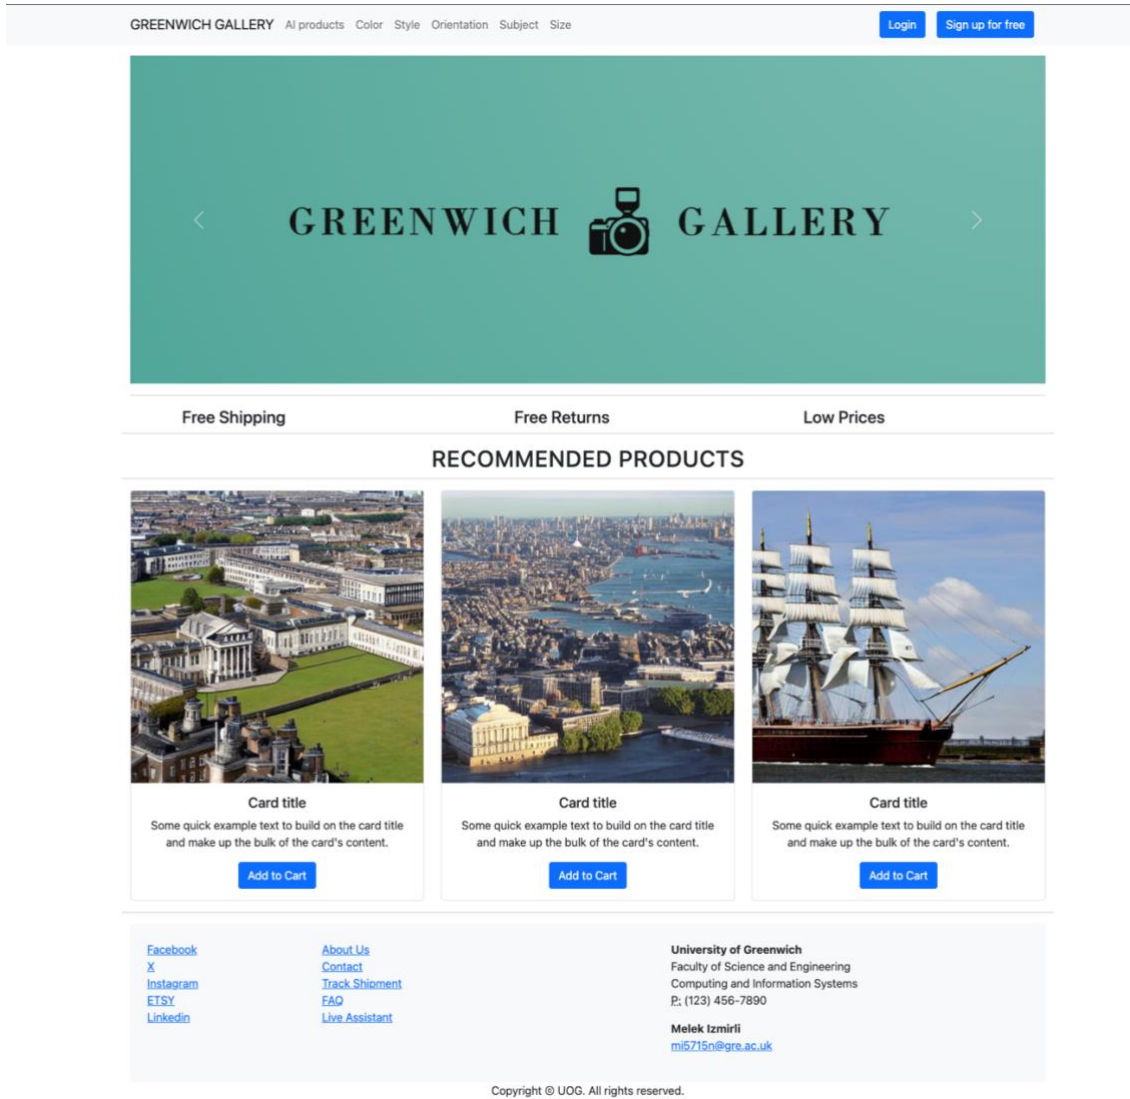 GREENWICH GALLERY AI products Color Style Orientation Subject Size Login Sign up for free
GREENWICH GALLERY
Free Shipping Free Returns Low Prices
RECOMMENDED PRODUCTS
Card title
Some quick example text to build on the card title
and make up the bulk of the card's content.
Add to Cart
Card title
Some quick example text to build on the card title
and make up the bulk of the card's content.
Add to Cart
Card title
Some quick example text to build on the card title
and make up the bulk of the card's content.
Add to Cart
Facebook
X
Instagram
ETSY
Linkedin
About Us
Contact
Track Shipment
FAQ
Live Assistant
University of Greenwich
Faculty of Science and Engineering
Computing and Information Systems
P: (123) 456-7890
Melek Izmirli
mi5715n@gre.ac.uk
Copyright © UOG. All rights reserved.